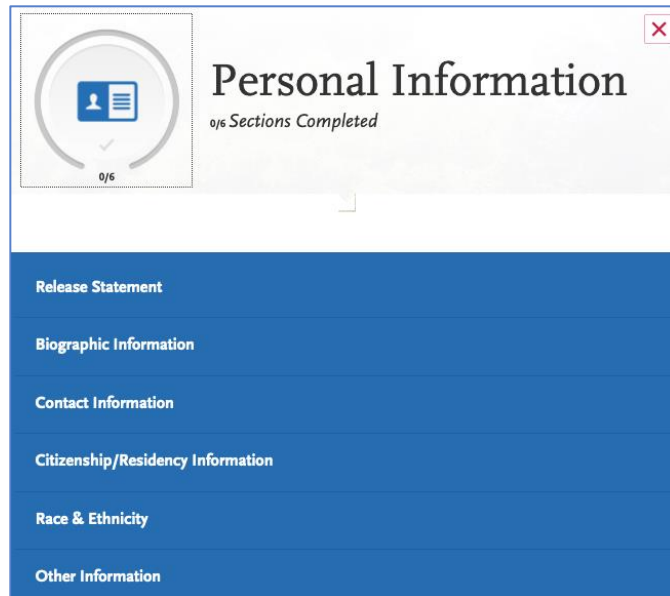 Personal Information
0/6 Sections Completed
0/6
Release Statement
Biographic Information
Contact Information
Citizenship/Residency Information
Race & Ethnicity
Other Information